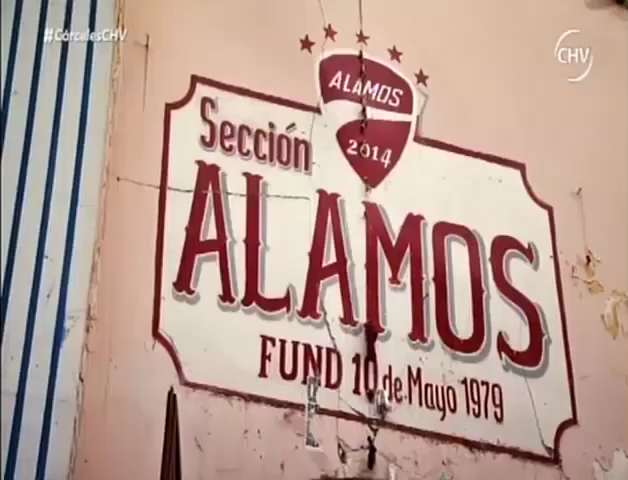 #CárcelesCHV
CHV
ALAMOS
2014
Sección
ALAMOS
FUND 10 de Mayo 1979